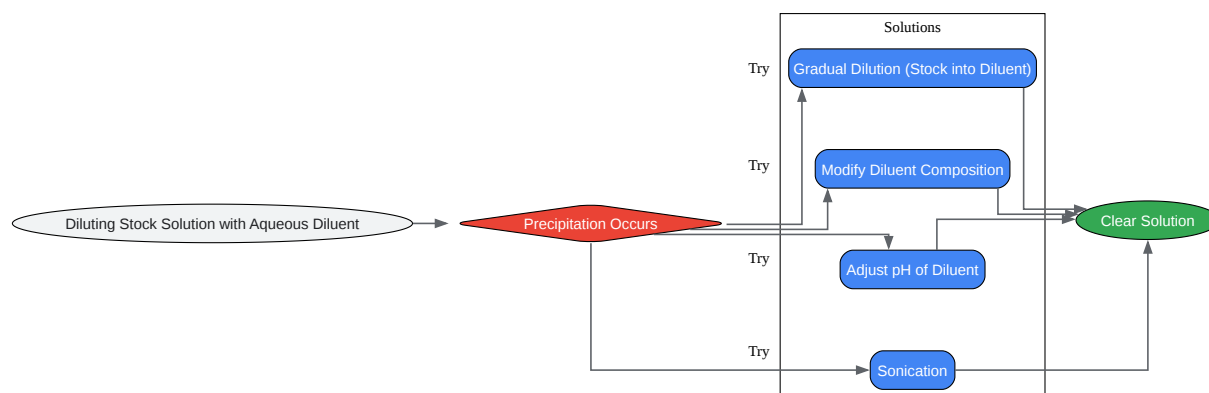 Solutions
Try
Gradual Dilution (Stock into Diluent)
Try
Modify Diluent Composition
Diluting Stock Solution with Aqueous Diluent
Precipitation Occurs
Clear Solution
Try
Adjust pH of Diluent
Try
Sonication